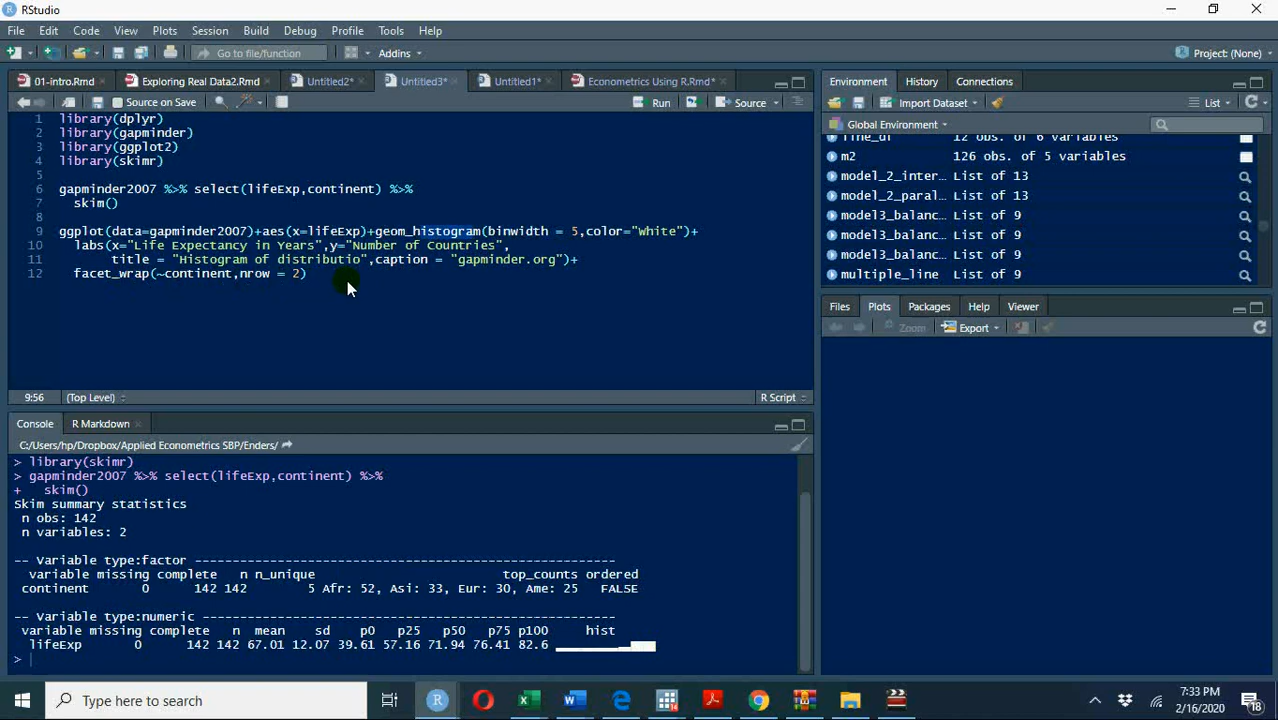 RStudio
File Edit Code View Plots Session Build Debug Profile Tools Help
Go to file/function Addins Project: (None)
01-intro.Rmd Exploring Real Data2.Rmd Untitled2* Untitled3* Untitled1* Econometrics Using R.Rmd*
Source on Save Run Source
1 library(dplyr)
2 library(gapminder)
3 library(ggplot2)
4 library(skimr)
5
6 gapminder2007 %>% select(lifeExp,continent) %>%
7 skim()
8
9 ggplot(data=gapminder2007)+aes(x=lifeExp)+geom_histogram(binwidth = 5,color="White")+
10 labs(x="Life Expectancy in Years",y="Number of Countries",
11 title = "Histogram of distributio",caption = "gapminder.org")+
12 facet_wrap(~continent,nrow = 2)
9:56 (Top Level) R Script
Console R Markdown
C:/Users/hp/Dropbox/Applied Econometrics SBP/Enders/
> library(skimr)
> gapminder2007 %>% select(lifeExp,continent) %>%
+ skim()
Skim summary statistics
n obs: 142
n variables: 2
-- Variable type:factor --------------------------------------------------------
variable missing complete n n_unique top_counts ordered
continent 0 142 142 5 Afr: 52, Asi: 33, Eur: 30, Ame: 25 FALSE
-- Variable type:numeric -------------------------------------------------------
variable missing complete n mean sd p0 p25 p50 p75 p100 hist
lifeExp 0 142 142 67.01 12.07 39.61 57.16 71.94 76.41 82.6
>
Environment History Connections
Import Dataset List
Global Environment
line_df 12 obs. of 6 variables
m2 126 obs. of 5 variables
model_2_inter... List of 13
model_2_paral... List of 13
model3_balanc... List of 9
model3_balanc... List of 9
model3_balanc... List of 9
multiple_line List of 9
Files Plots Packages Help Viewer
Zoom Export
Type here to search
7:33 PM
2/16/2020
18